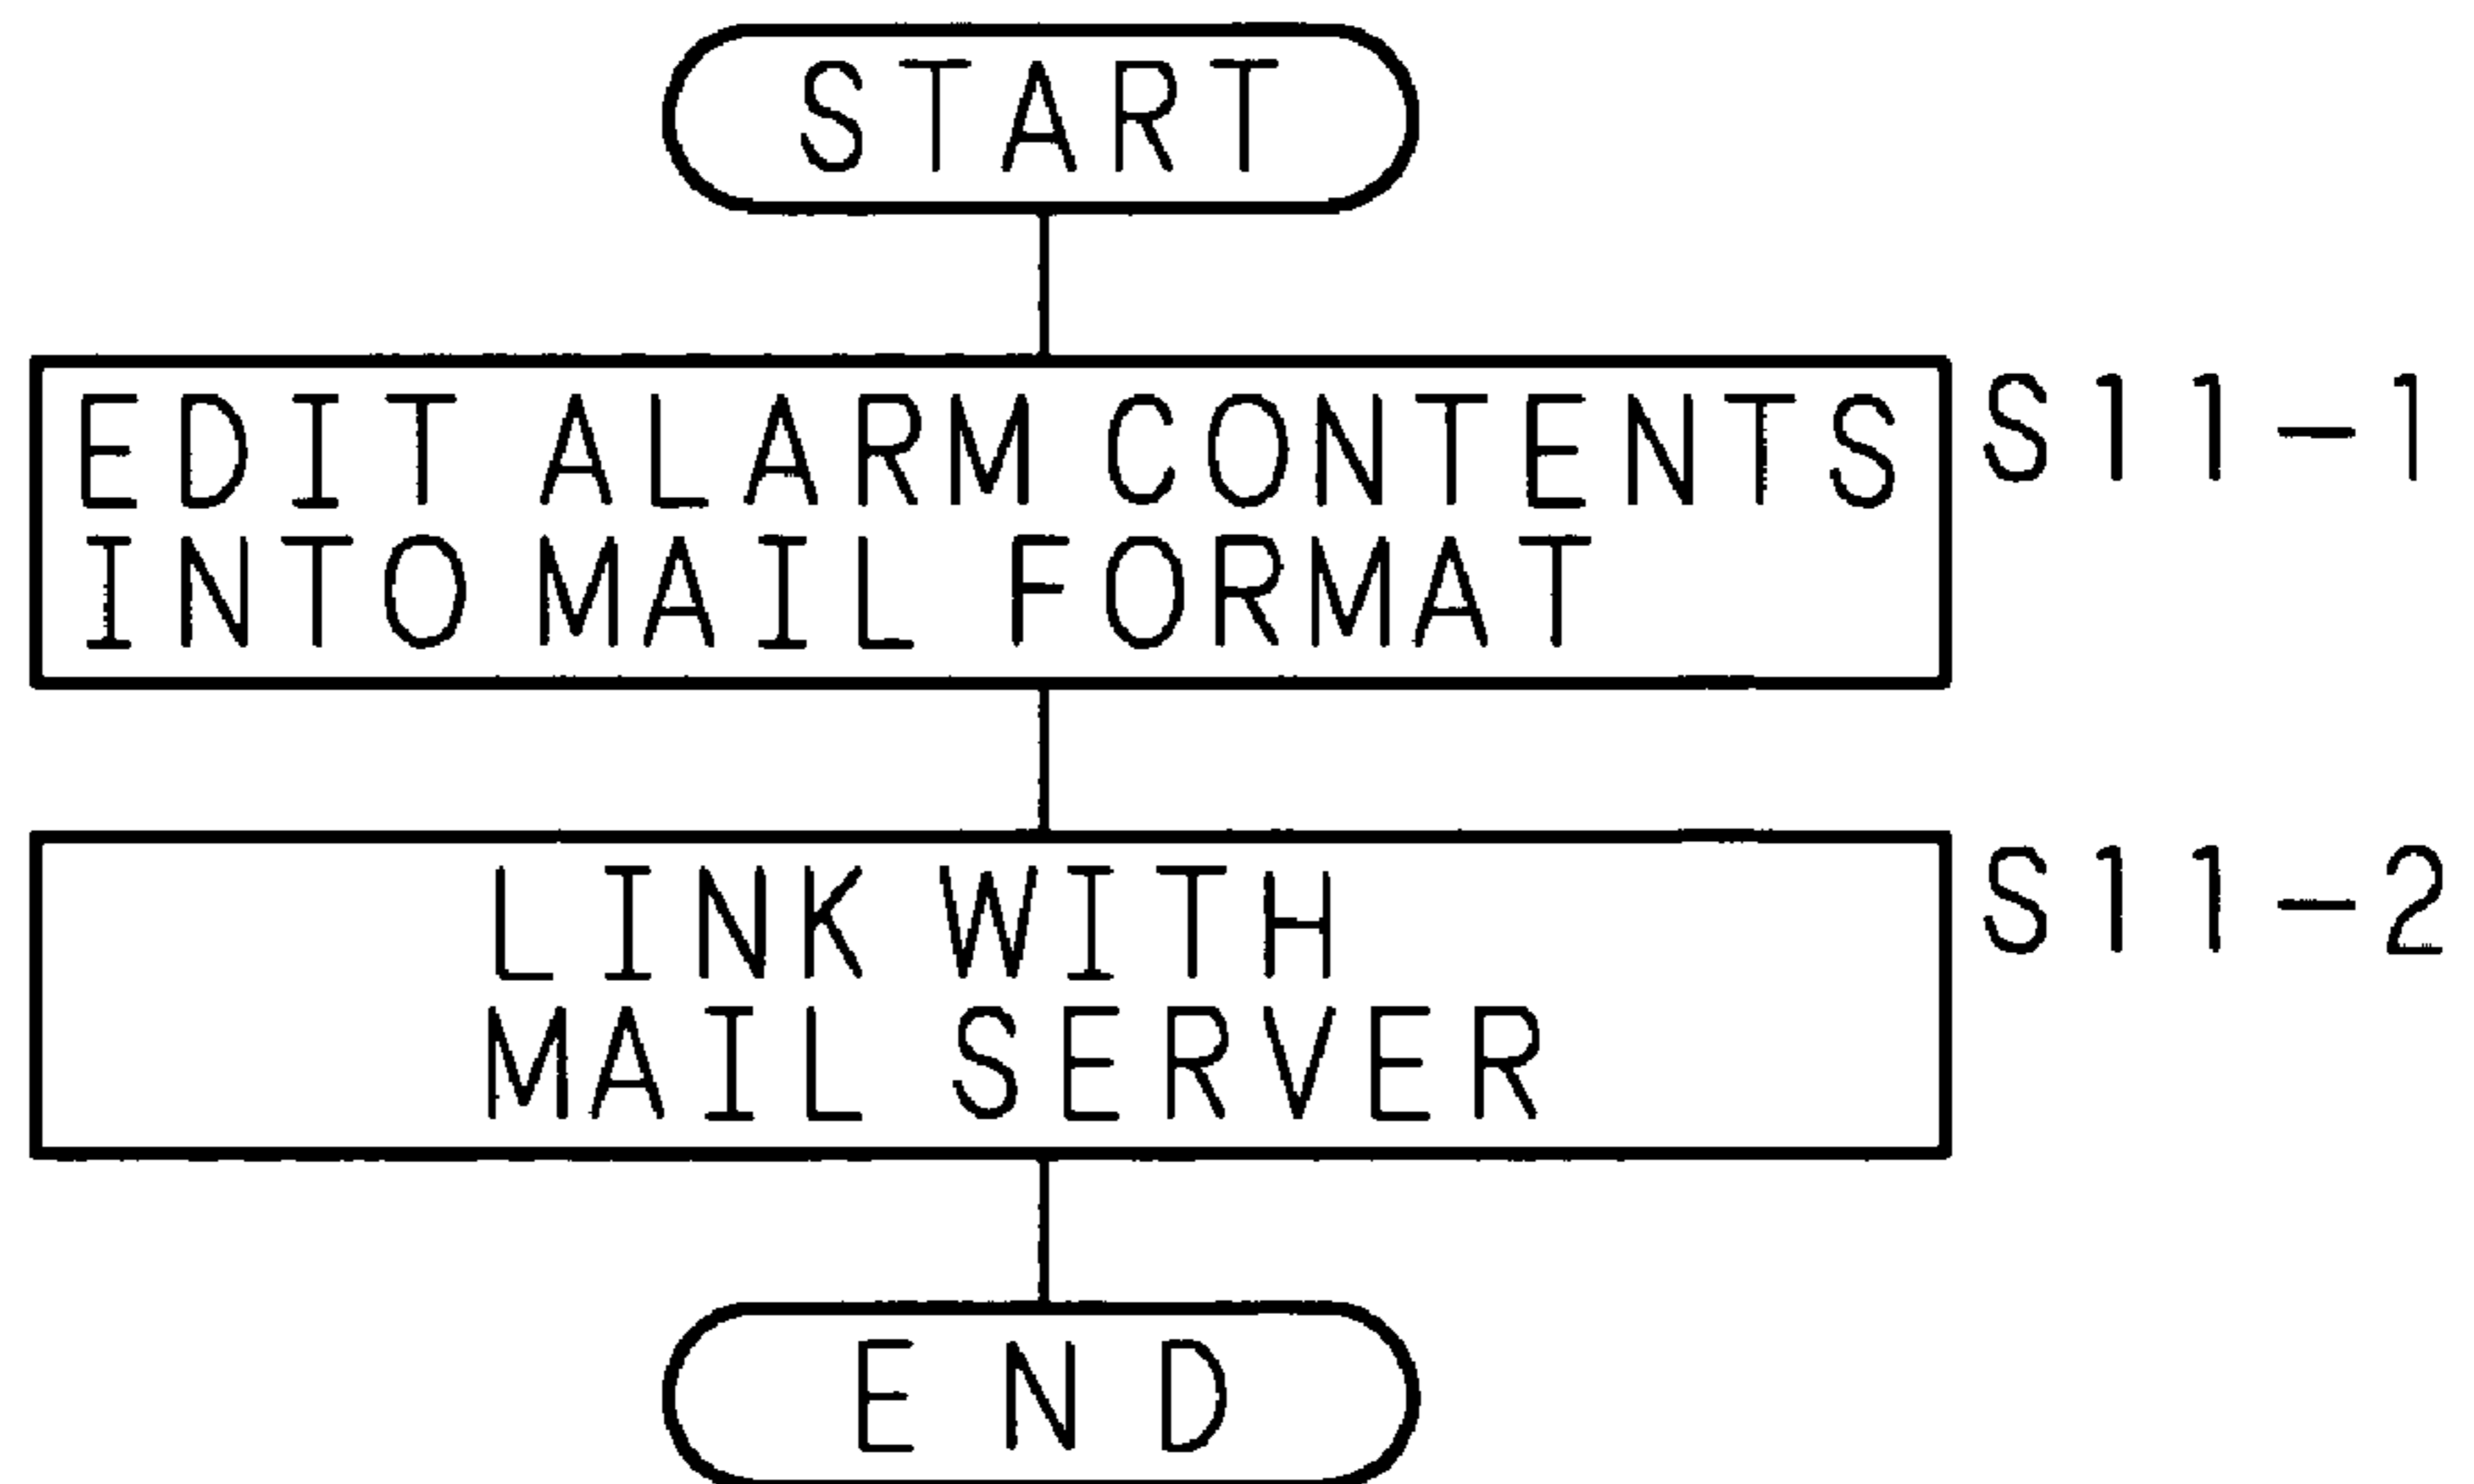 START
EDIT ALARM CONTENTS
INTO MAIL FORMAT
S11-1
LINK WITH
MAIL SERVER
S11-2
END